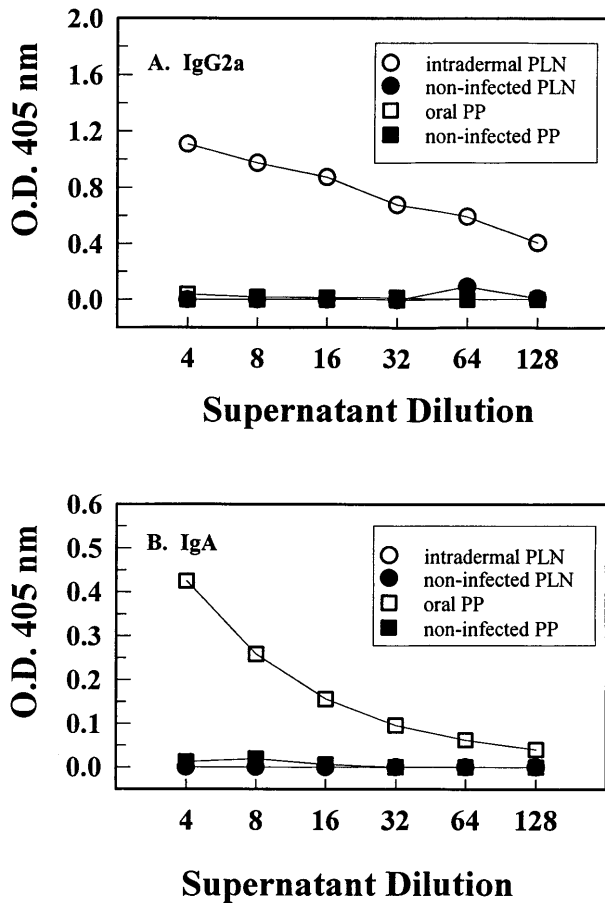 2.0
1.6
1.2
0.8
0.4
0.0
O.D. 405 nm
A. IgG2a
intradermal PLN
non-infected PLN
oral PP
non-infected PP
4 8 16 32 64 128
Supernatant Dilution
0.6
0.5
0.4
0.3
0.2
0.1
0.0
O.D. 405 nm
B. IgA
intradermal PLN
non-infected PLN
oral PP
non-infected PP
4 8 16 32 64 128
Supernatant Dilution